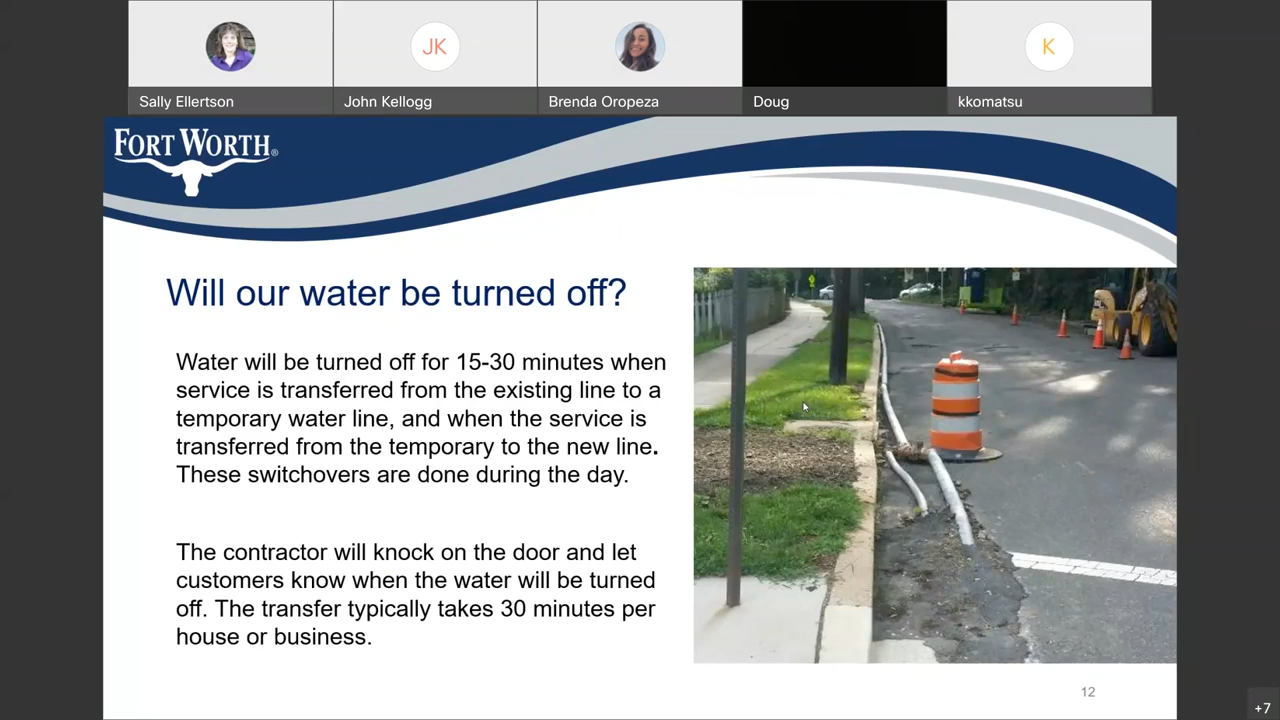 JK
K
Sally Ellertson
John Kellogg
Brenda Oropeza
Doug
kkomatsu
FORT WORTH®
Will our water be turned off?
Water will be turned off for 15-30 minutes when
service is transferred from the existing line to a
temporary water line, and when the service is
transferred from the temporary to the new line.
These switchovers are done during the day.
The contractor will knock on the door and let
customers know when the water will be turned
off. The transfer typically takes 30 minutes per
house or business.
12
+7